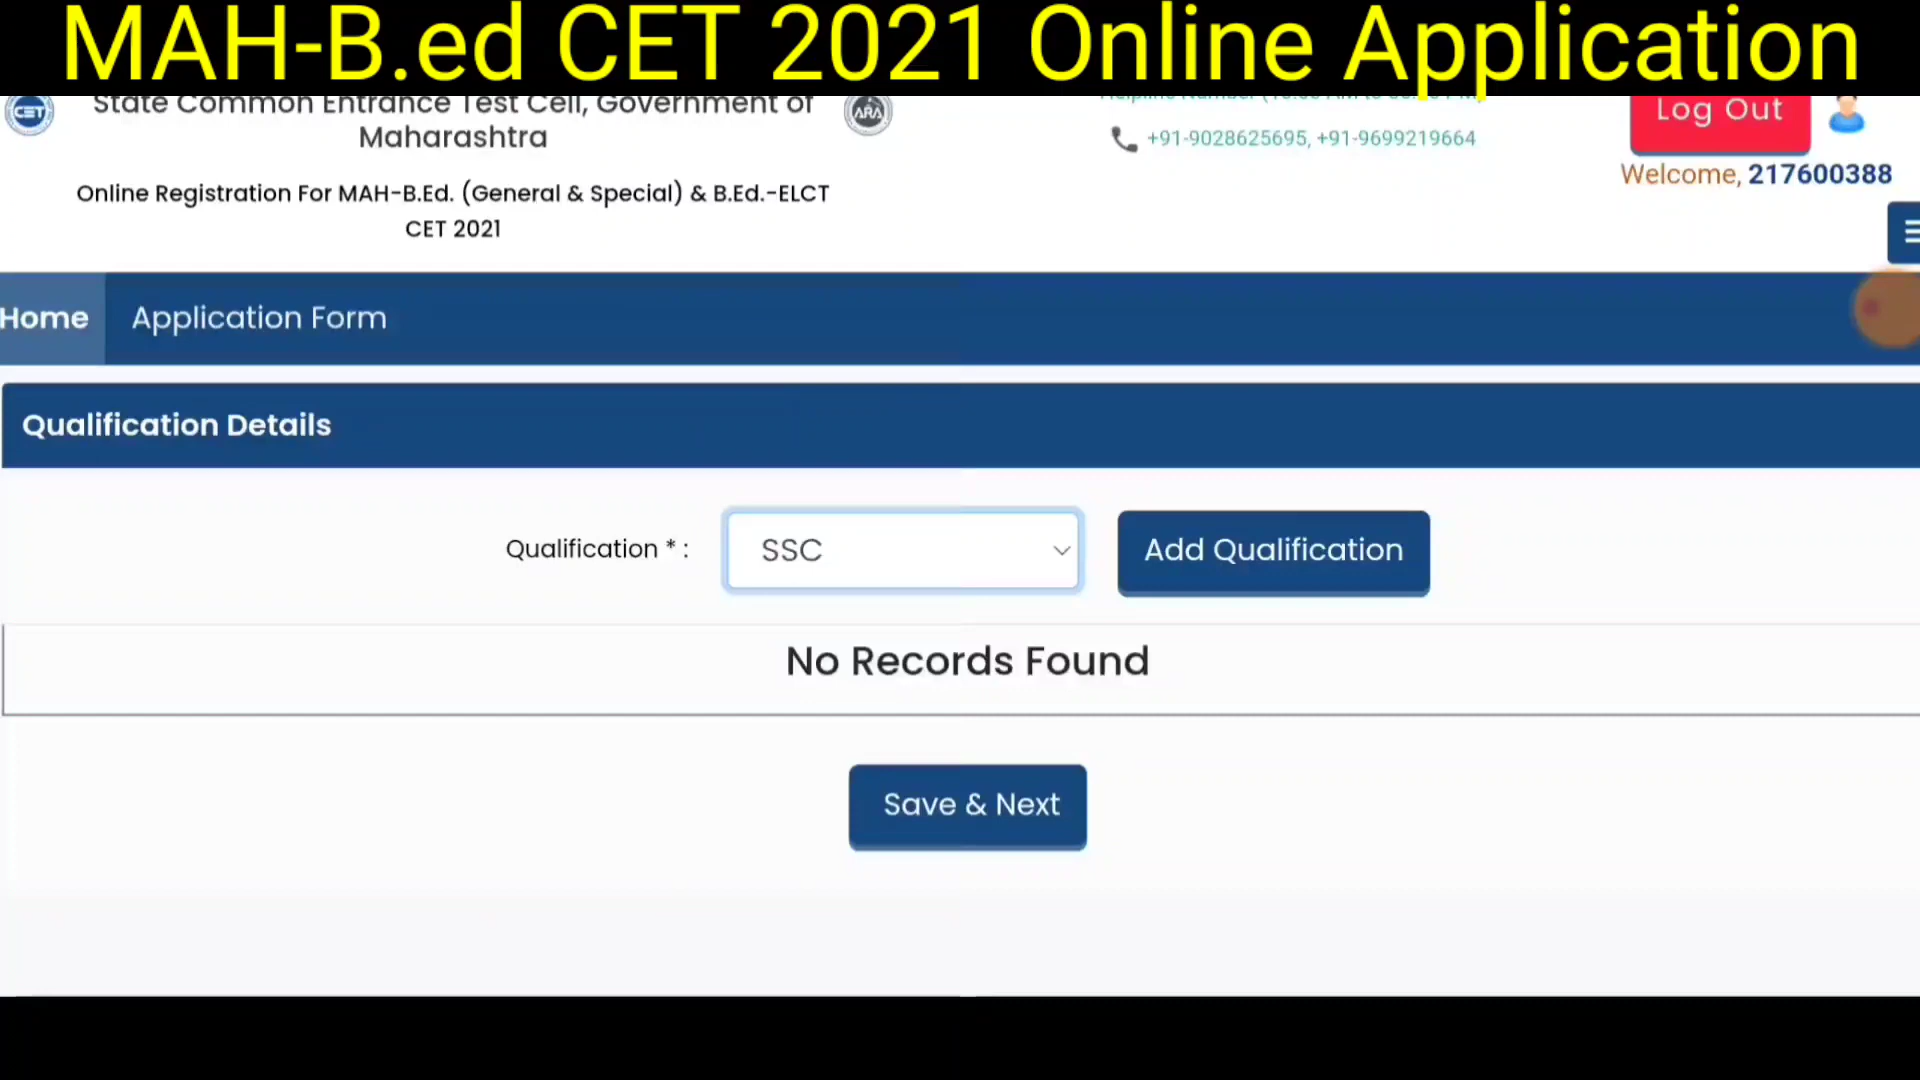 MAH-B.ed CET 2021 Online Application
CET
State Common Entrance Test Cell, Government of
Maharashtra
ARA
+91-9028625695, +91-9699219664
Log Out
Welcome, 217600388
Online Registration For MAH-B.Ed. (General & Special) & B.Ed.-ELCT
CET 2021
Home
Application Form
Qualification Details
Qualification * :
SSC
Add Qualification
No Records Found
Save & Next